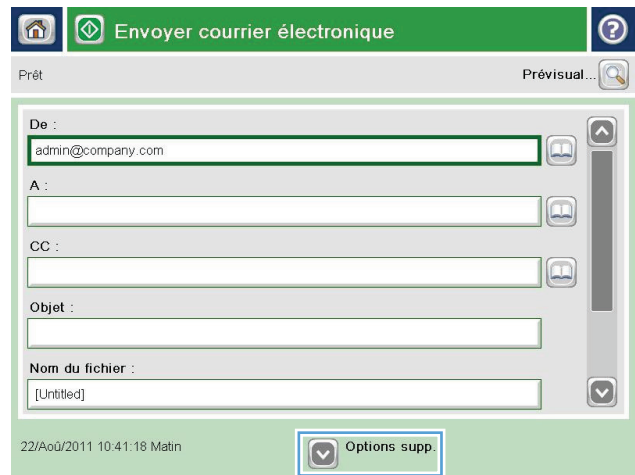 Envoyer courrier électronique
?
Prêt
Prévisual...
De :
admin@company.com
A :
CC :
Objet :
Nom du fichier :
[Untitled]
22/Aoû/2011 10:41:18 Matin
Options supp.